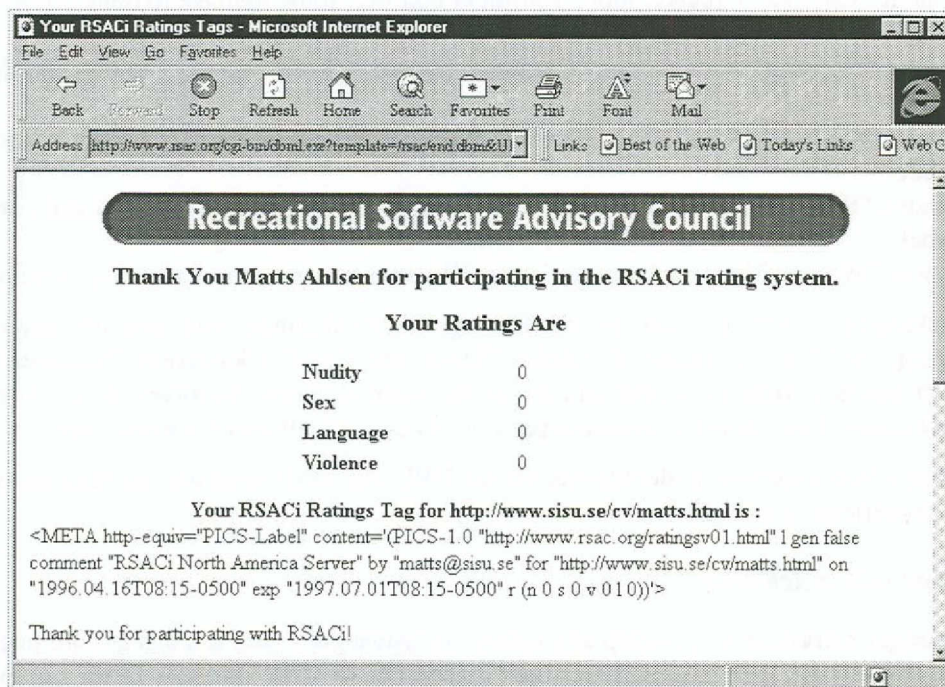 Your RSACi Ratings Tags - Microsoft Internet Explorer
File Edit View Go Favorites Help
Back Forward Stop Refresh Home Search Favorites Print Font Mail
Address http://www.rsac.org/cgi-bin/dbml.exe?template=/rsac/end.dbm&U Links Best of the Web Today's Links Web
Recreational Software Advisory Council
Thank You Matts Ahlsen for participating in the RSACi rating system.
Your Ratings Are
Nudity 0
Sex 0
Language 0
Violence 0
Your RSACi Ratings Tag for http://www.sisu.se/cv/matts.html is :
<META http-equiv="PICS-Label" content='(PICS-1.0 "http://www.rsac.org/ratingsv01.html" l gen false
comment "RSACi North America Server" by "matts@sisu.se" for "http://www.sisu.se/cv/matts.html" on
"1996.04.16T08:15-0500" exp "1997.07.01T08:15-0500" r (n 0 s 0 v 0 l 0))'>
Thank you for participating with RSACi!